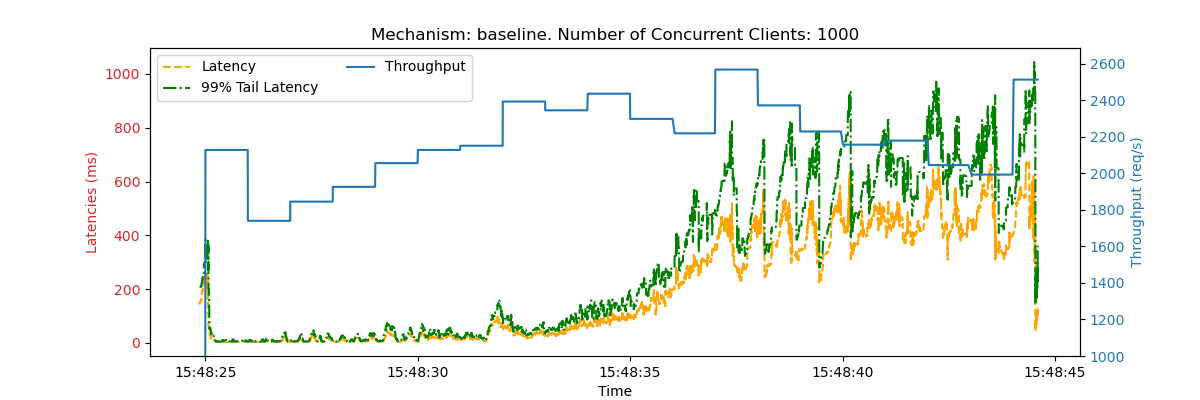 Mechanism: baseline. Number of Concurrent Clients: 1000
Latency
99% Tail Latency
Throughput
Latencies (ms)
1000
800
600
400
200
0
2600
2400
2200
2000
1800
1600
1400
1200
1000
Throughput (req/s)
15:48:25
15:48:30
15:48:35
15:48:40
15:48:45
Time